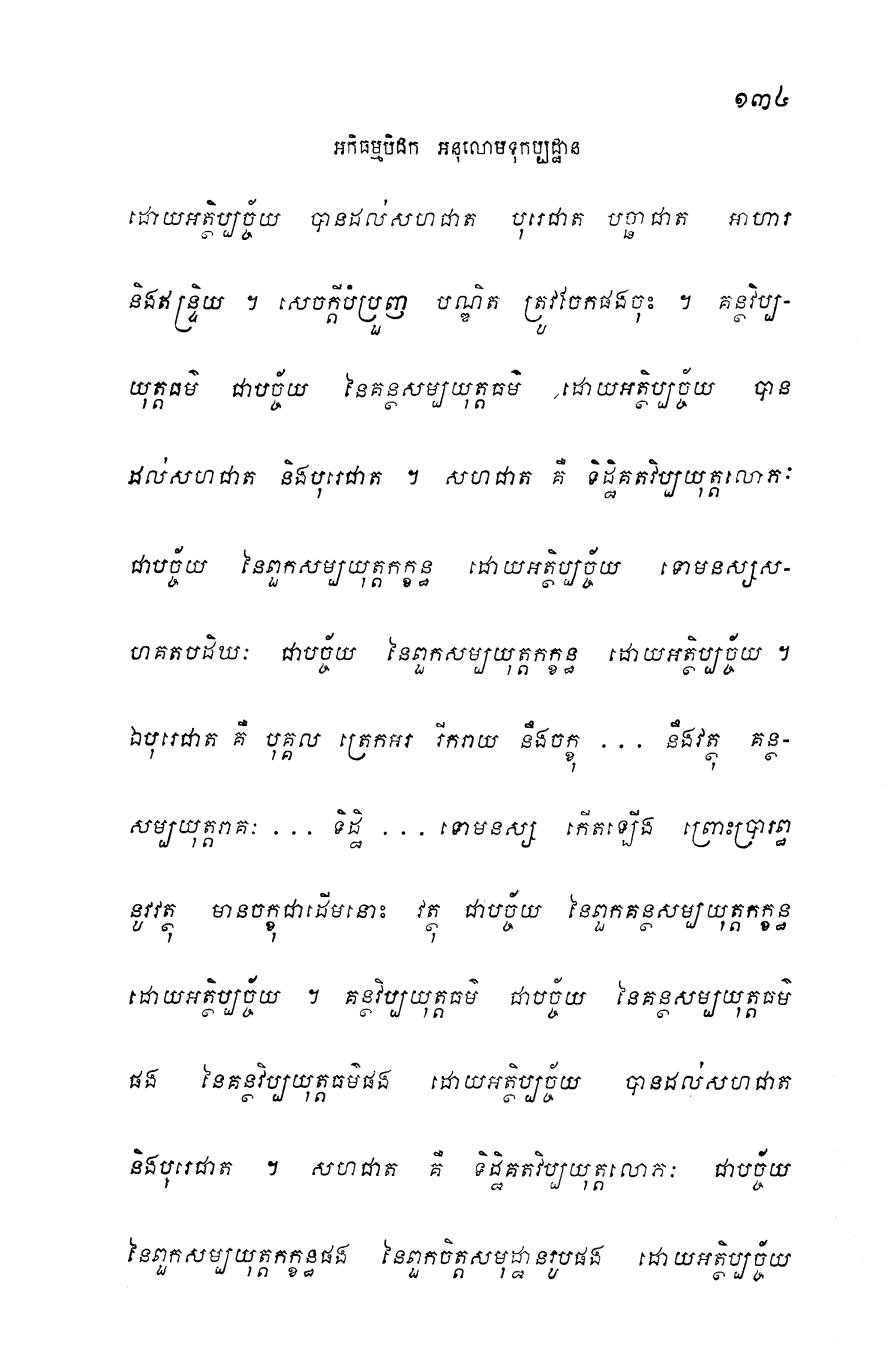 ១៣៤
អភិធម្មបិដក អនុលោមទុកប្បដ្ឋាន
ដោយអត្ថិប្បច្ច័យ បានដល់សហជាត បុរេជាត បច្ឆាជាត អាហារ
និងឥន្ទ្រិយ ។ សេចក្តីបំប្រួញ បណ្ឌិត ត្រូវចែកផងចុះ ។ គន្ថវិប្ប-
យុត្តធម៌ ជាបច្ច័យ នៃគន្ថសម្បយុត្តធម៌ ដោយអត្ថិប្បច្ច័យ បាន
ដល់សហជាត និងបុរេជាត ។ សហជាត គឺ ទិដ្ឋិគតវិប្បយុត្តលោភៈ
ជាបច្ច័យ នៃពួកសម្បយុត្តកក្ខន្ធ ដោយអត្ថិប្បច្ច័យ ទោមនស្សស-
ហគតបដិឃៈ ជាបច្ច័យ នៃពួកសម្បយុត្តកក្ខន្ធ ដោយអត្ថិប្បច្ច័យ ។
ឯបុរេជាត គឺ បុគ្គល ត្រេកអរ រីករាយ នឹងចក្ខុ ... នឹងវត្ថុ គន្ថ-
សម្បយុត្តរាគៈ ... ទិដ្ឋិ ... ទោមនស្ស កើតឡើង ព្រោះប្រារព្ធ
នូវវត្ថុ មានចក្ខុជាដើមនោះ វត្ថុ ជាបច្ច័យ នៃពួកគន្ថសម្បយុត្តកក្ខន្ធ
ដោយអត្ថិប្បច្ច័យ ។ គន្ថវិប្បយុត្តធម៌ ជាបច្ច័យ នៃគន្ថសម្បយុត្តធម៌
ផង នៃគន្ថវិប្បយុត្តធម៌ផង ដោយអត្ថិប្បច្ច័យ បានដល់សហជាត
និងបុរេជាត ។ សហជាត គឺ ទិដ្ឋិគតវិប្បយុត្តលោភៈ ជាបច្ច័យ
នៃពួកសម្បយុត្តកក្ខន្ធផង នៃពួកចិត្តសមុដ្ឋានរូបផង ដោយអត្ថិប្បច្ច័យ